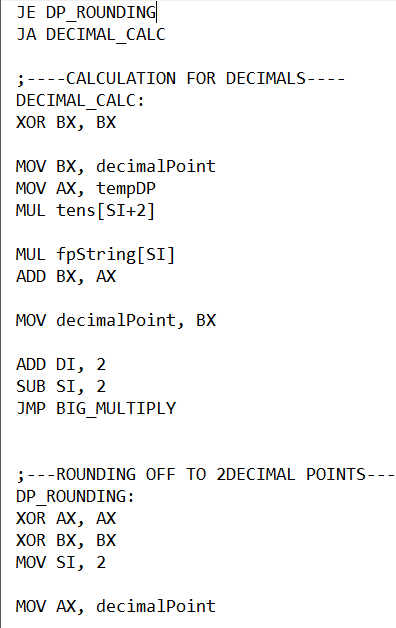 JE DP_ROUNDING
JA DECIMAL_CALC
;----CALCULATION FOR DECIMALS----
DECIMAL_CALC:
XOR BX, BX
MOV BX, decimalPoint
MOV AX, tempDP
MUL tens[SI+2]
MUL fpString[SI]
ADD BX, AX
MOV decimalPoint, BX
ADD DI, 2
SUB SI, 2
JMP BIG_MULTIPLY
;---ROUNDING OFF TO 2DECIMAL POINTS---
DP_ROUNDING:
XOR AX, AX
XOR BX, BX
MOV SI, 2
MOV AX, decimalPoint